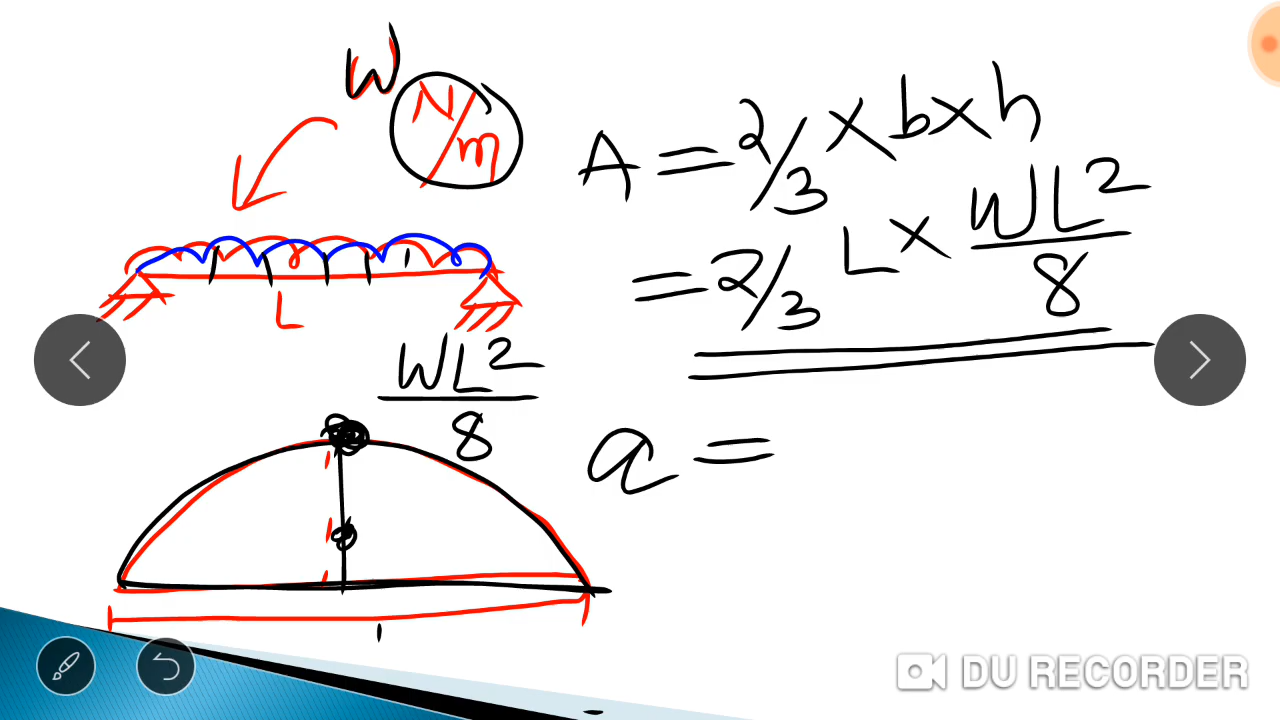 W N/m
A = 2/3 × b × h
= 2/3 L × WL²/8
L
WL²/8
a =
DU RECORDER